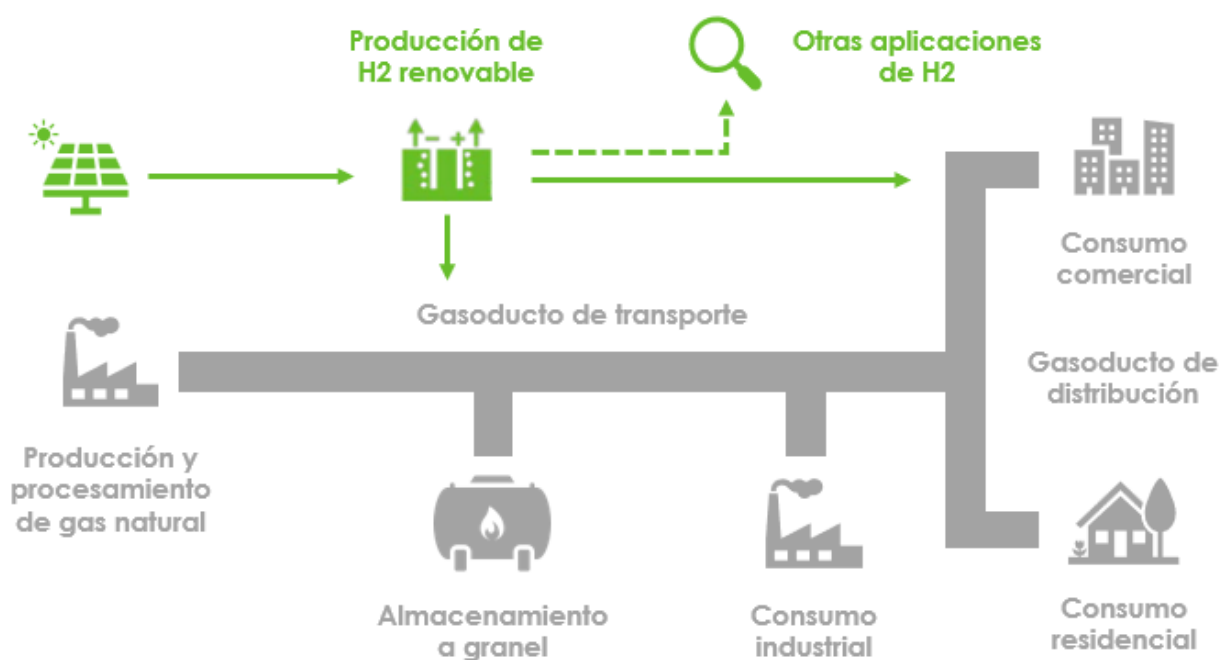 Producción de
H2 renovable
Otras aplicaciones
de H2
Consumo
comercial
Gasoducto de transporte
Gasoducto de
distribución
Producción y
procesamiento
de gas natural
Almacenamiento
a granel
Consumo
industrial
Consumo
residencial